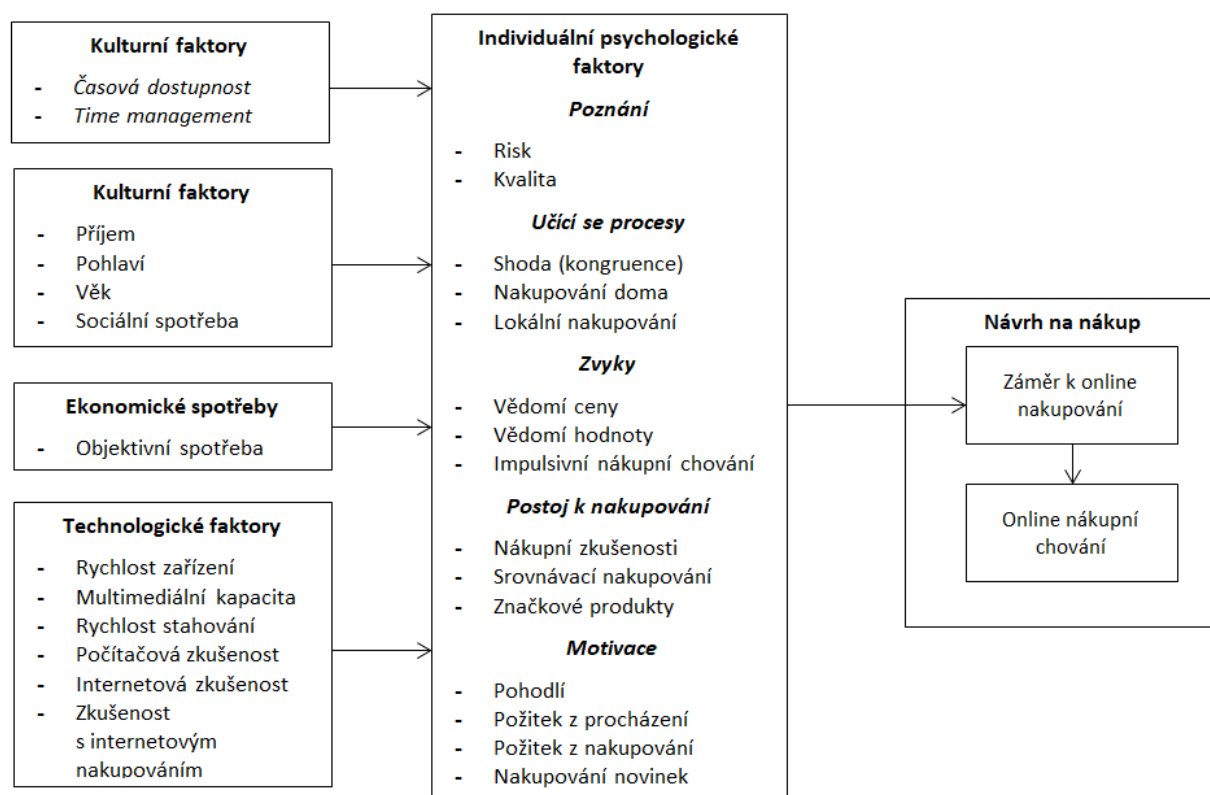 Kulturní faktory
- Časová dostupnost
- Time management
Kulturní faktory
- Příjem
- Pohlaví
- Věk
- Sociální spotřeba
Ekonomické spotřeby
- Objektivní spotřeba
Technologické faktory
- Rychlost zařízení
- Multimediální kapacita
- Rychlost stahování
- Počítačová zkušenost
- Internetová zkušenost
- Zkušenost
s internetovým
nakupováním
Individuální psychologické
faktory
Poznání
- Risk
- Kvalita
Učící se procesy
- Shoda (kongruence)
- Nakupování doma
- Lokální nakupování
Zvyky
- Vědomí ceny
- Vědomí hodnoty
- Impulsivní nákupní chování
Postoj k nakupování
- Nákupní zkušenosti
- Srovnávací nakupování
- Značkové produkty
Motivace
- Pohodlí
- Požitek z procházení
- Požitek z nakupování
- Nakupování novinek
Návrh na nákup
Záměr k online
nakupování
Online nákupní
chování